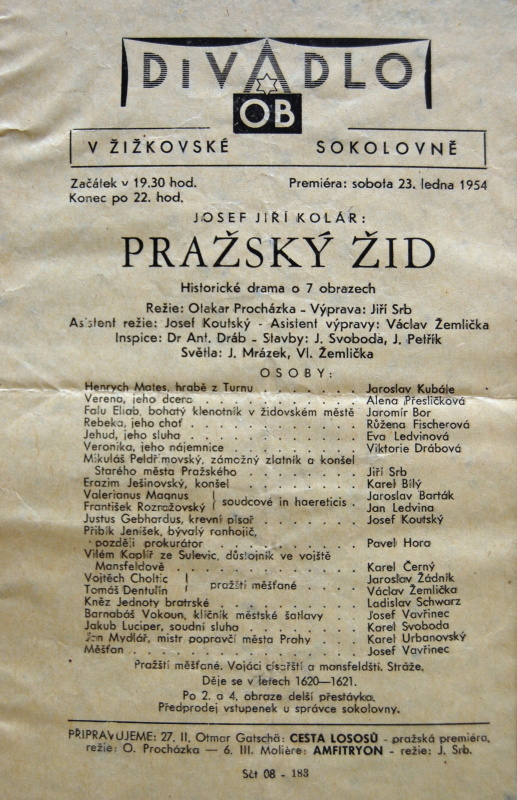 DIVADLO
OB
V ŽIŽKOVSKÉ SOKOLOVNĚ
Začátek v 19.30 hod. Premiéra: sobota 23. ledna 1954
Konec po 22. hod.
JOSEF JIŘÍ KOLÁR:
PRAŽSKÝ ŽID
Historické drama o 7 obrazech
Režie: Otakar Procházka - Výprava: Jiří Srb
Asistent režie: Josef Koutský - Asistent výpravy: Václav Žemlička
Inspice: Dr Ant. Dráb - Stavby: J. Svoboda, J. Petřík
Světla: J. Mrázek, Vl. Žemlička
OSOBY:
Henrych Mates, hrabě z Turnu . . . . . . . Jaroslav Kubále
Verena, jeho dcera . . . . . . . . . . . Alena Přesličková
Falu Eliab, bohatý klenotník v židovském městě Jaromír Bor
Rebeka, jeho choť . . . . . . . . . . . Růžena Fischerová
Jehud, jeho sluha . . . . . . . . . . . Eva Ledvinová
Veronika, jeho nájemnice . . . . . . . . Viktorie Drábová
Mikuláš Peldřimovský, zámožný zlatník a konšel
Starého města Pražského . . . . . . . . Jiří Srb
Erazim Ješinovský, konšel . . . . . . . . Karel Bílý
Valerianus Magnus } soudcové in haereticis . Jaroslav Barták
František Rozražovský } Jan Ledvina
Justus Gebhardus, krevní písař . . . . . . Josef Koutský
Přibík Jeníšek, bývalý ranhojič,
později prokurátor . . . . . . . . . Pavel Hora
Vilém Kaplíř ze Sulevic, důstojník ve vojště
Mansfeldově . . . . . . . . . . . Karel Černý
Vojtěch Choltic } pražští měšťané . . . . Jaroslav Žádník
Tomáš Dentulín } Václav Žemlička
Kněz Jednoty bratrské . . . . . . . . . Ladislav Schwarz
Barnabáš Vokoun, klíčník městské šatlavy Josef Vavřinec
Jakub Luciper, soudní sluha . . . . . . . Karel Svoboda
Jan Mydlář, mistr popravčí města Prahy . . . Karel Urbanovský
Měšťan . . . . . . . . . . . . . . Josef Vavřinec
Pražští měšťané. Vojáci císařští a mansfeldští. Stráže.
Děje se v letech 1620—1621.
Po 2. a 4. obraze delší přestávka.
Předprodej vstupenek u správce sokolovny.
PŘIPRAVUJEME: 27. II. Otmar Gatschä: CESTA LOSOSŮ - pražská premiéra,
režie: O. Procházka — 6. III. Molière: AMFITRYON - režie: J. Srb.
Sčt 08 - 183